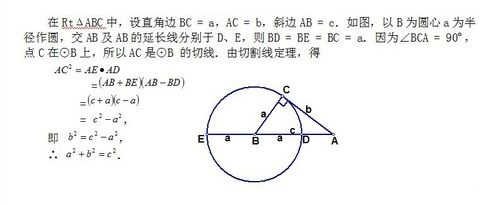 在RtΔABC中，设直角边BC = a，AC = b，斜边AB = c．如图，以B为圆心a为半
径作圆，交AB及AB的延长线分别于D、E，则BD = BE = BC = a．因为∠BCA = 90°，
点C在⊙B上，所以AC是⊙B 的切线．由切割线定理，得
AC² = AE•AD
=(AB+BE)(AB−BD)
=(c+a)(c−a)
= c²−a²，
即 b²=c²−a²，
∴ a²+b²=c²．
C
a
b
E
a
B
a
c
D
A